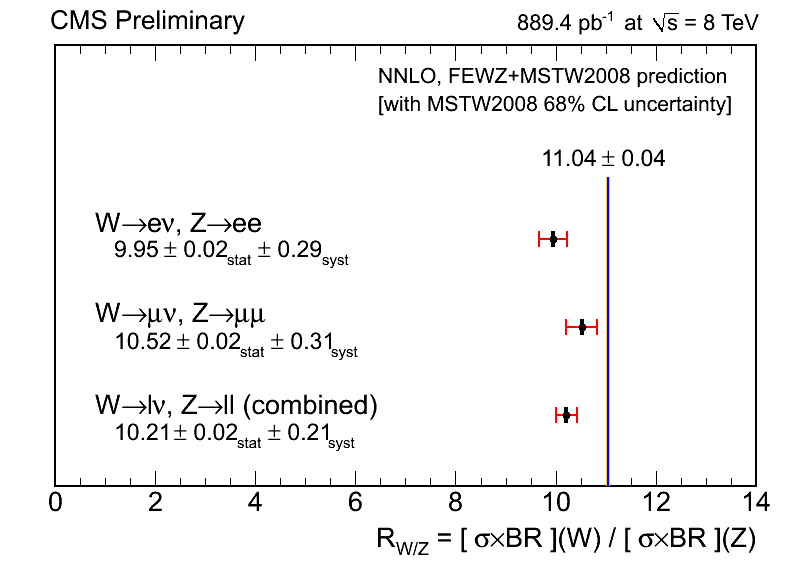 CMS Preliminary 889.4 pb⁻¹ at √s = 8 TeV
NNLO, FEWZ+MSTW2008 prediction
[with MSTW2008 68% CL uncertainty]
11.04 ± 0.04
W→eν, Z→ee
9.95 ± 0.02stat ± 0.29syst
W→μν, Z→μμ
10.52 ± 0.02stat ± 0.31syst
W→lν, Z→ll (combined)
10.21 ± 0.02stat ± 0.21syst
0 2 4 6 8 10 12 14
R_W/Z = [ σ×BR ](W) / [ σ×BR ](Z)